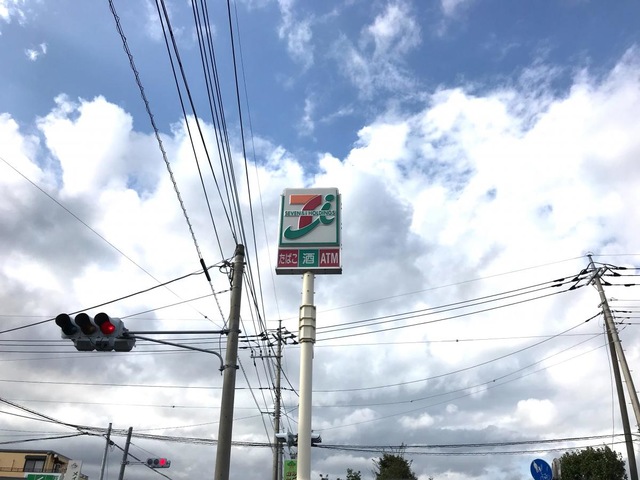 SEVEN & i HOLDINGS
たばこ 酒 ATM